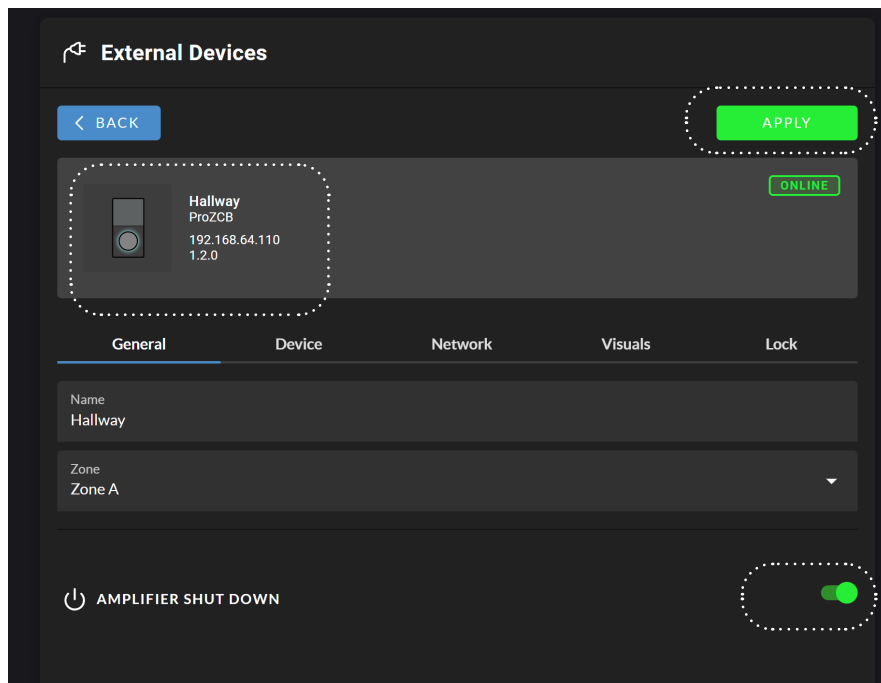 External Devices
BACK
APPLY
ONLINE
Hallway
ProZCB
192.168.64.110
1.2.0
General Device Network Visuals Lock
Name
Hallway
Zone
Zone A
AMPLIFIER SHUT DOWN